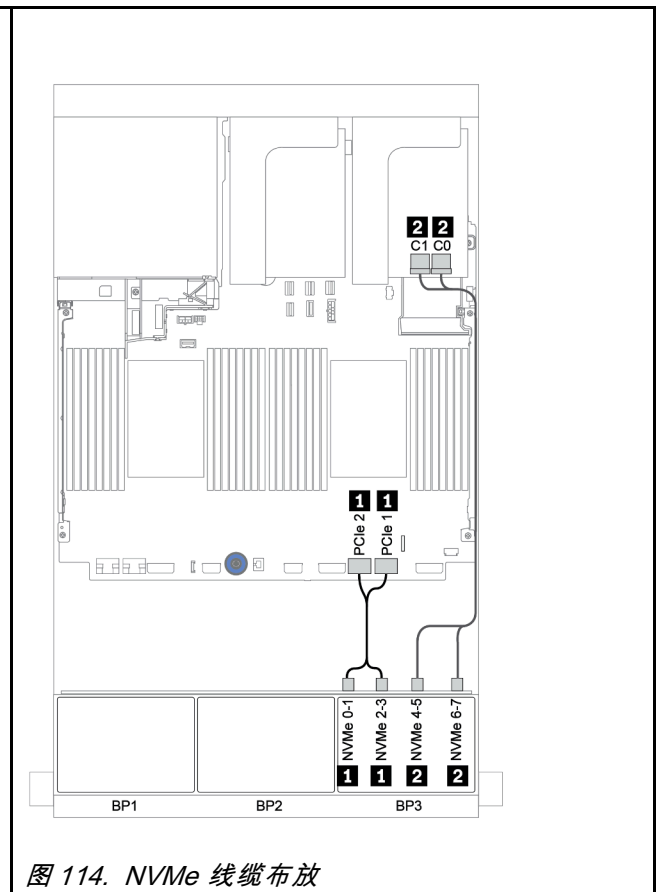 2 2
C1 C0
1 1
PCIe 2
PCIe 1
NVMe 0-1
NVMe 2-3
NVMe 4-5
NVMe 6-7
1 1 2 2
BP1 BP2 BP3
图 114. NVMe 线缆布放